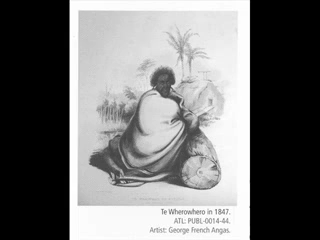 Te Wherowhero in 1847.
ATL: PUBL-0014-44.
Artist: George French Angas.